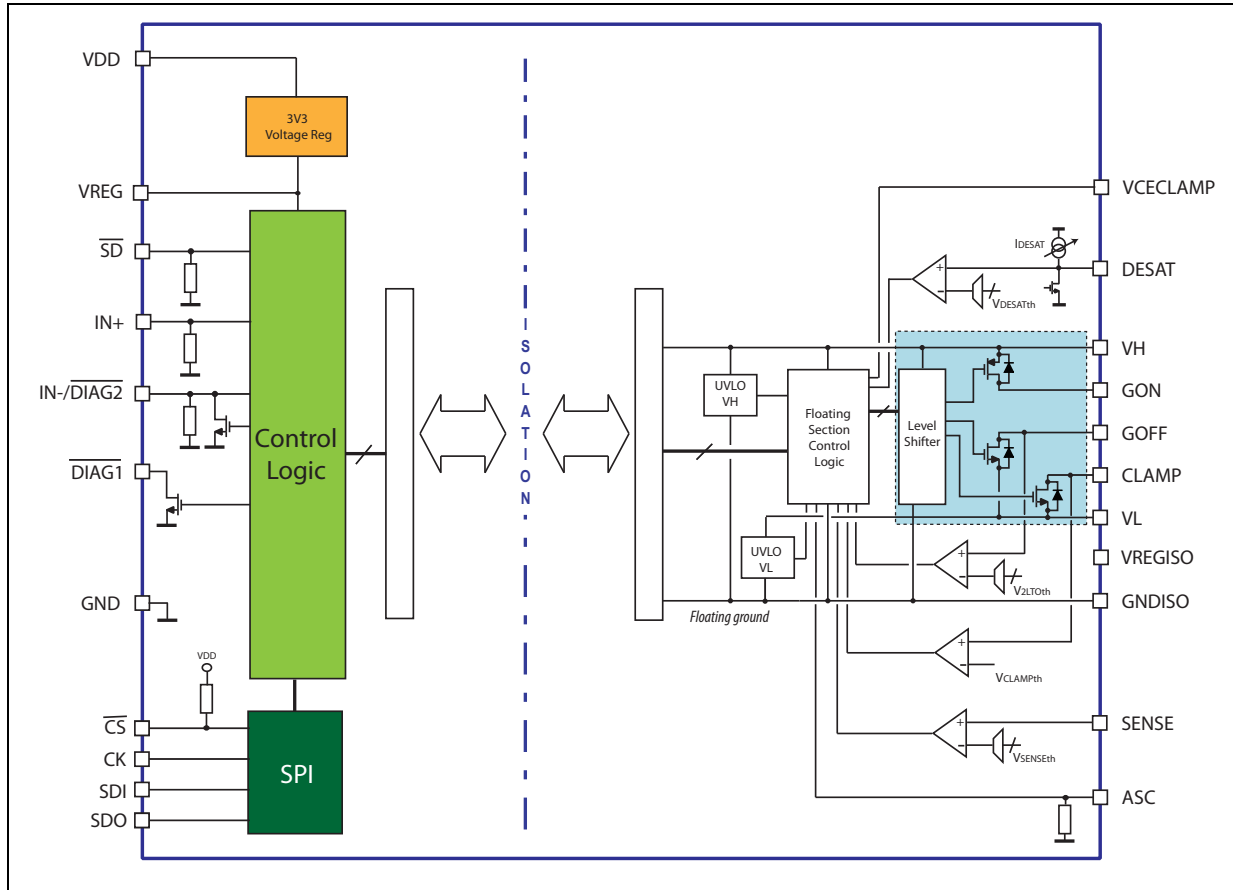 VDD
3V3
Voltage Reg
VREG
SD
IN+
IN-/DIAG2
DIAG1
GND
VDD
CS
CK
SDI
SDO
Control
Logic
SPI
ISOLATION
VCECLAMP
IDESAT
DESAT
VDESATth
VH
GON
GOFF
CLAMP
VL
VREGISO
GNDISO
UVLO
VH
Floating
Section
Control
Logic
Level
Shifter
UVLO
VL
+
-
V2LTOth
Floating ground
+
-
VCLAMPth
+
-
SENSE
VSENSEth
+
-
ASC